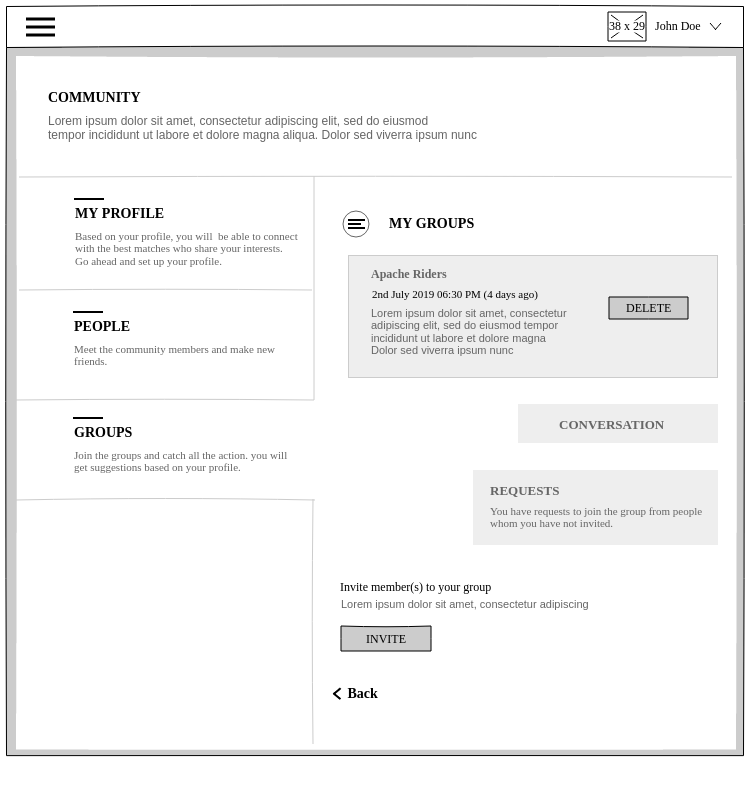 38 x 29 John Doe
COMMUNITY
Lorem ipsum dolor sit amet, consectetur adipiscing elit, sed do eiusmod
tempor incididunt ut labore et dolore magna aliqua. Dolor sed viverra ipsum nunc
MY PROFILE
Based on your profile, you will  be able to connect
with the best matches who share your interests.
Go ahead and set up your profile.
PEOPLE
Meet the community members and make new
friends.
GROUPS
Join the groups and catch all the action. you will
get suggestions based on your profile.
MY GROUPS
Apache Riders
2nd July 2019 06:30 PM (4 days ago)
Lorem ipsum dolor sit amet, consectetur
adipiscing elit, sed do eiusmod tempor
incididunt ut labore et dolore magna
Dolor sed viverra ipsum nunc
DELETE
CONVERSATION
REQUESTS
You have requests to join the group from people
whom you have not invited.
Invite member(s) to your group
Lorem ipsum dolor sit amet, consectetur adipiscing
INVITE
Back